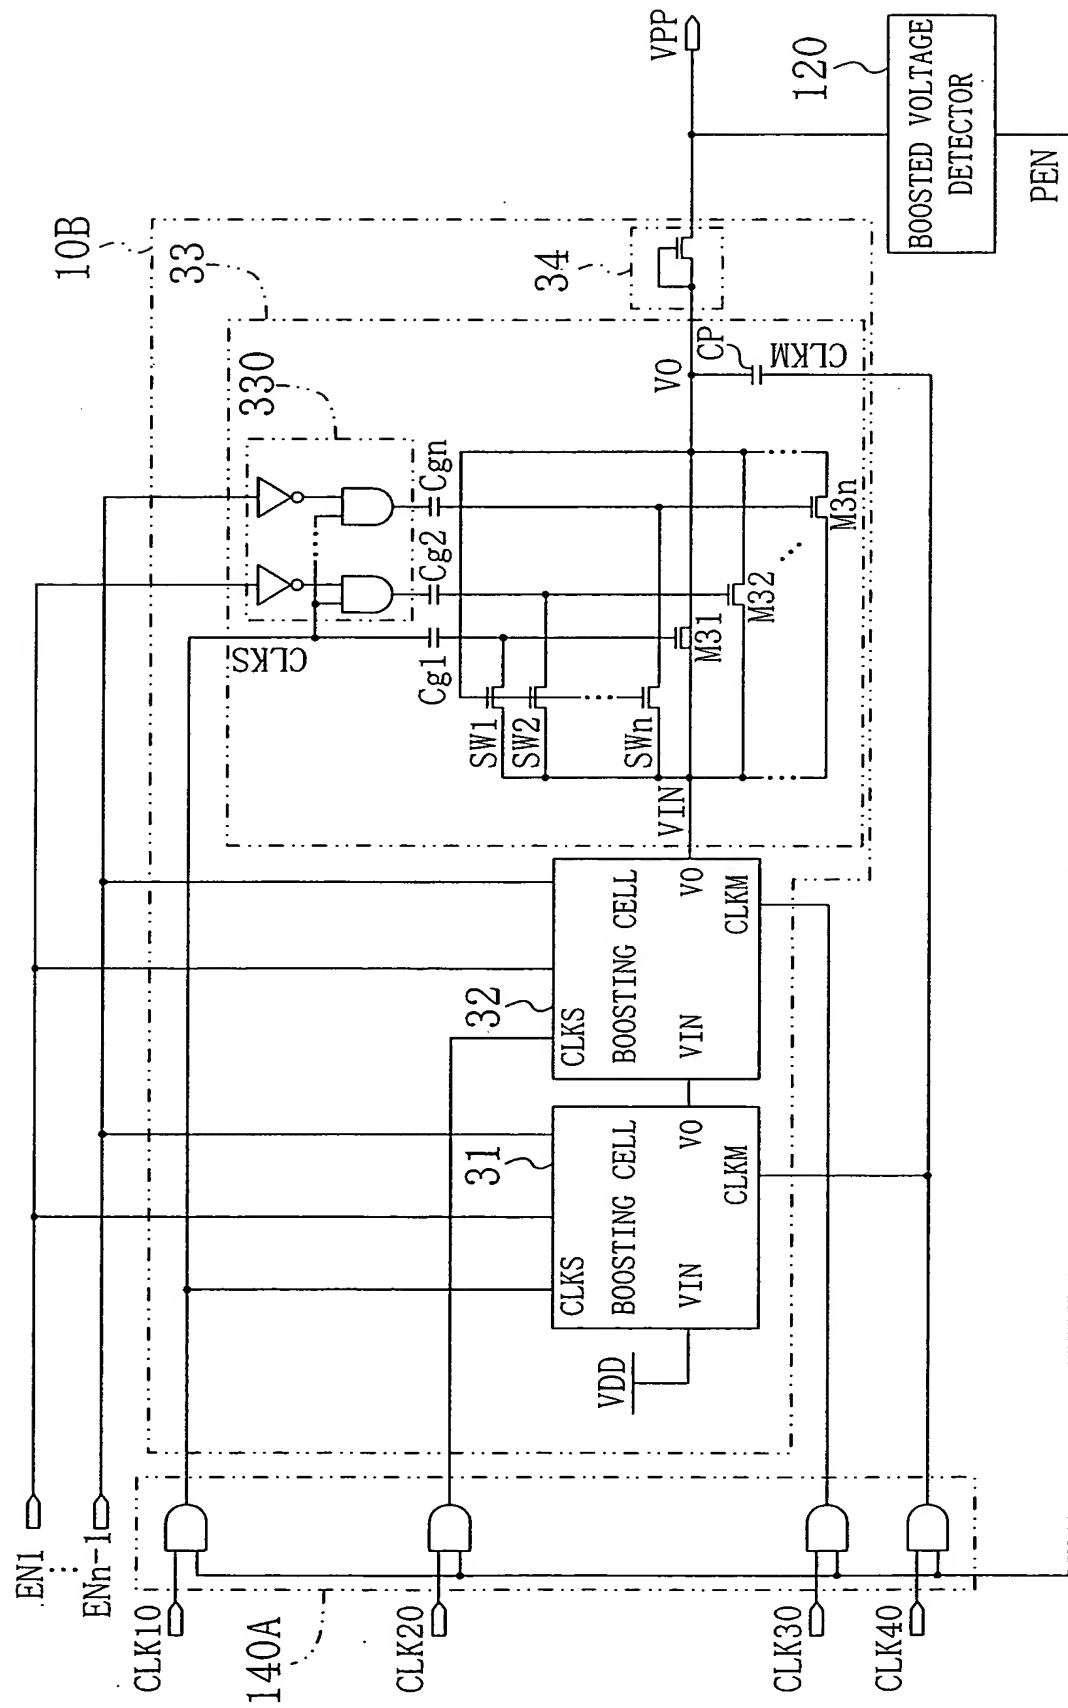 EN1
ENn-1
CLK10
140A
CLK20
CLK30
CLK40
VDD
CLKS
31
BOOSTING CELL
VIN
VO
CLKM
CLKS
32
BOOSTING CELL
VIN
VO
CLKM
10B
33
330
CLKS
Cg1
Cg2
Cgn
SW1
SW2
SWn
VIN
M31
M32
M3n
VO
CP
CLKM
34
VPP
120
BOOSTED VOLTAGE
DETECTOR
PEN